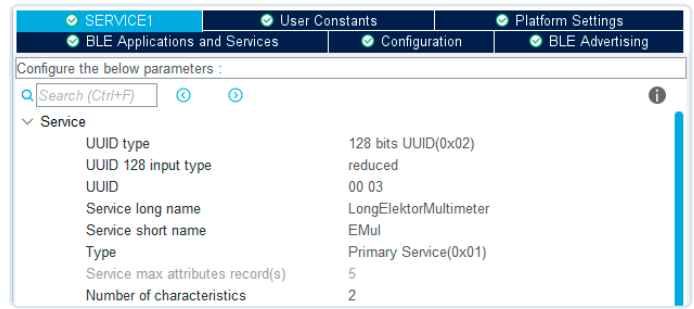 SERVICE1 User Constants Platform Settings
BLE Applications and Services Configuration BLE Advertising
Configure the below parameters :
Search (Ctrl+F)
Service
UUID type 128 bits UUID(0x02)
UUID 128 input type reduced
UUID 00 03
Service long name LongElektorMultimeter
Service short name EMul
Type Primary Service(0x01)
Service max attributes record(s) 5
Number of characteristics 2